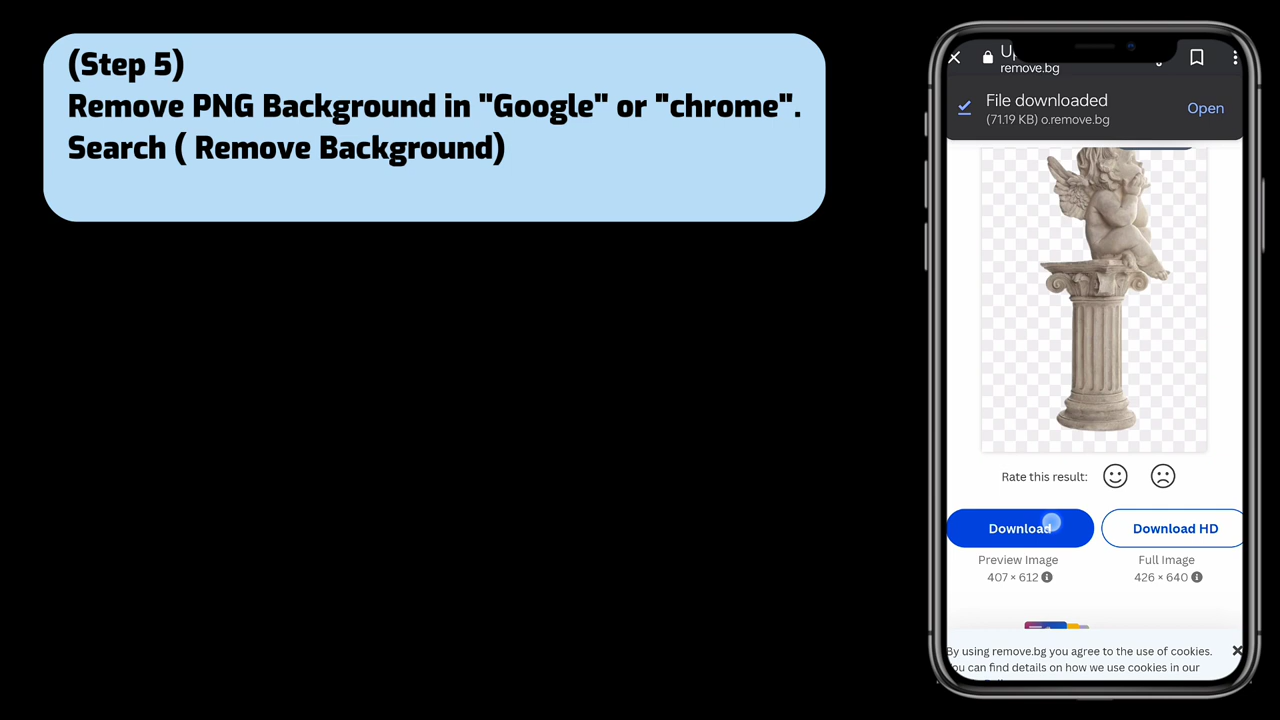 (Step 5)
Remove PNG Background in "Google" or "chrome".
Search ( Remove Background)
remove.bg
File downloaded
(71.19 KB) o.remove.bg
Open
Rate this result:
Download
Download HD
Preview Image
Full Image
407 × 612
426 × 640
By using remove.bg you agree to the use of cookies.
You can find details on how we use cookies in our